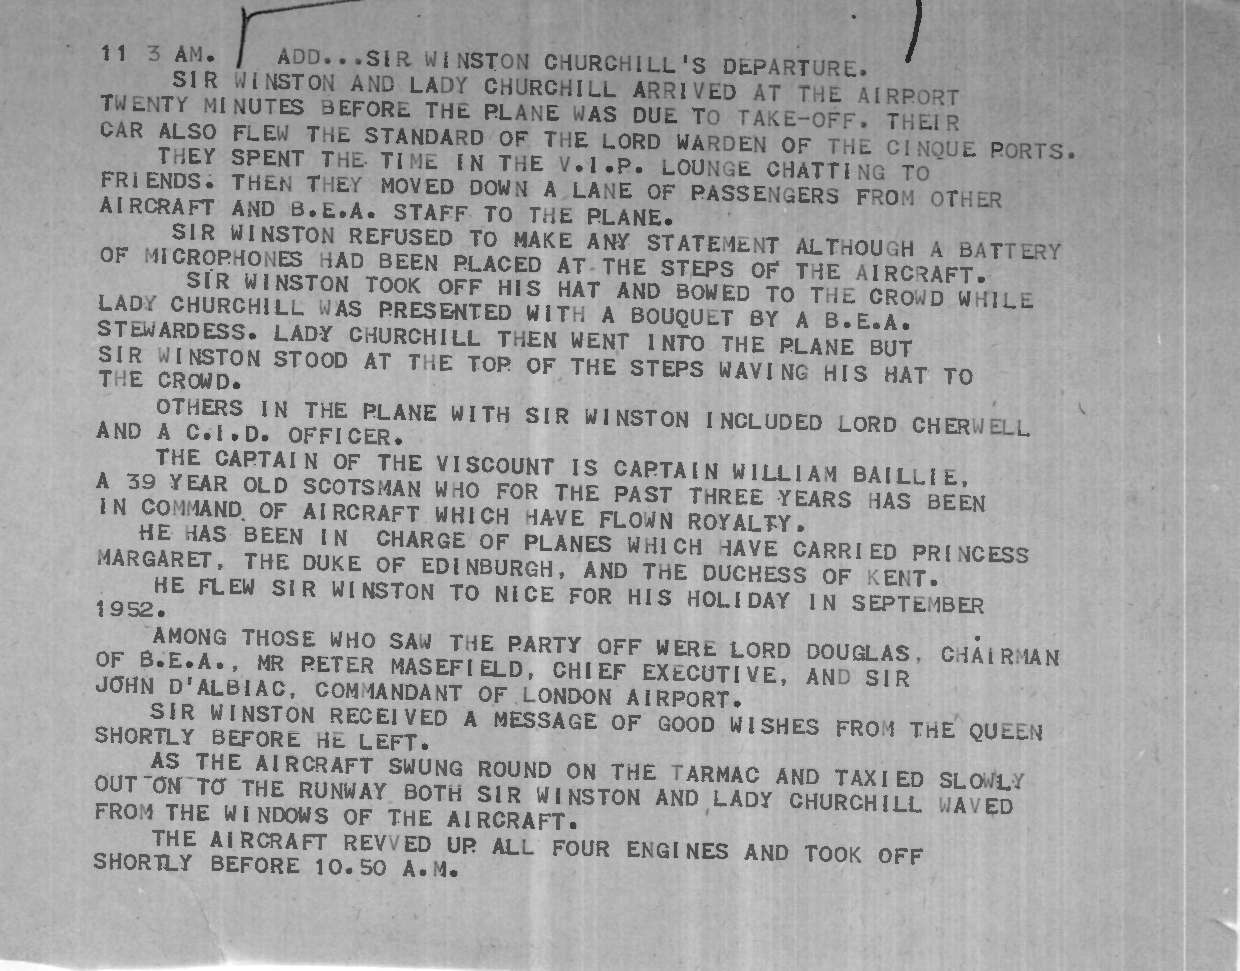 11 3 AM. ADD...SIR WINSTON CHURCHILL'S DEPARTURE.
SIR WINSTON AND LADY CHURCHILL ARRIVED AT THE AIRPORT
TWENTY MINUTES BEFORE THE PLANE WAS DUE TO TAKE-OFF. THEIR
CAR ALSO FLEW THE STANDARD OF THE LORD WARDEN OF THE CINQUE PORTS.
THEY SPENT THE TIME IN THE V.I.P. LOUNGE CHATTING TO
FRIENDS. THEN THEY MOVED DOWN A LANE OF PASSENGERS FROM OTHER
AIRCRAFT AND B.E.A. STAFF TO THE PLANE.
SIR WINSTON REFUSED TO MAKE ANY STATEMENT ALTHOUGH A BATTERY
OF MICROPHONES HAD BEEN PLACED AT THE STEPS OF THE AIRCRAFT.
SIR WINSTON TOOK OFF HIS HAT AND BOWED TO THE CROWD WHILE
LADY CHURCHILL WAS PRESENTED WITH A BOUQUET BY A B.E.A.
STEWARDESS. LADY CHURCHILL THEN WENT INTO THE PLANE BUT
SIR WINSTON STOOD AT THE TOP OF THE STEPS WAVING HIS HAT TO
THE CROWD.
OTHERS IN THE PLANE WITH SIR WINSTON INCLUDED LORD CHERWELL
AND A C.I.D. OFFICER.
THE CAPTAIN OF THE VISCOUNT IS CAPTAIN WILLIAM BAILLIE,
A 39 YEAR OLD SCOTSMAN WHO FOR THE PAST THREE YEARS HAS BEEN
IN COMMAND OF AIRCRAFT WHICH HAVE FLOWN ROYALTY.
HE HAS BEEN IN CHARGE OF PLANES WHICH HAVE CARRIED PRINCESS
MARGARET, THE DUKE OF EDINBURGH, AND THE DUCHESS OF KENT.
HE FLEW SIR WINSTON TO NICE FOR HIS HOLIDAY IN SEPTEMBER
1952.
AMONG THOSE WHO SAW THE PARTY OFF WERE LORD DOUGLAS, CHAIRMAN
OF B.E.A., MR PETER MASEFIELD, CHIEF EXECUTIVE, AND SIR
JOHN D'ALBIAC, COMMANDANT OF LONDON AIRPORT.
SIR WINSTON RECEIVED A MESSAGE OF GOOD WISHES FROM THE QUEEN
SHORTLY BEFORE HE LEFT.
AS THE AIRCRAFT SWUNG ROUND ON THE TARMAC AND TAXIED SLOWLY
OUT ON TO THE RUNWAY BOTH SIR WINSTON AND LADY CHURCHILL WAVED
FROM THE WINDOWS OF THE AIRCRAFT.
THE AIRCRAFT REVVED UP ALL FOUR ENGINES AND TOOK OFF
SHORTLY BEFORE 10.50 A.M.